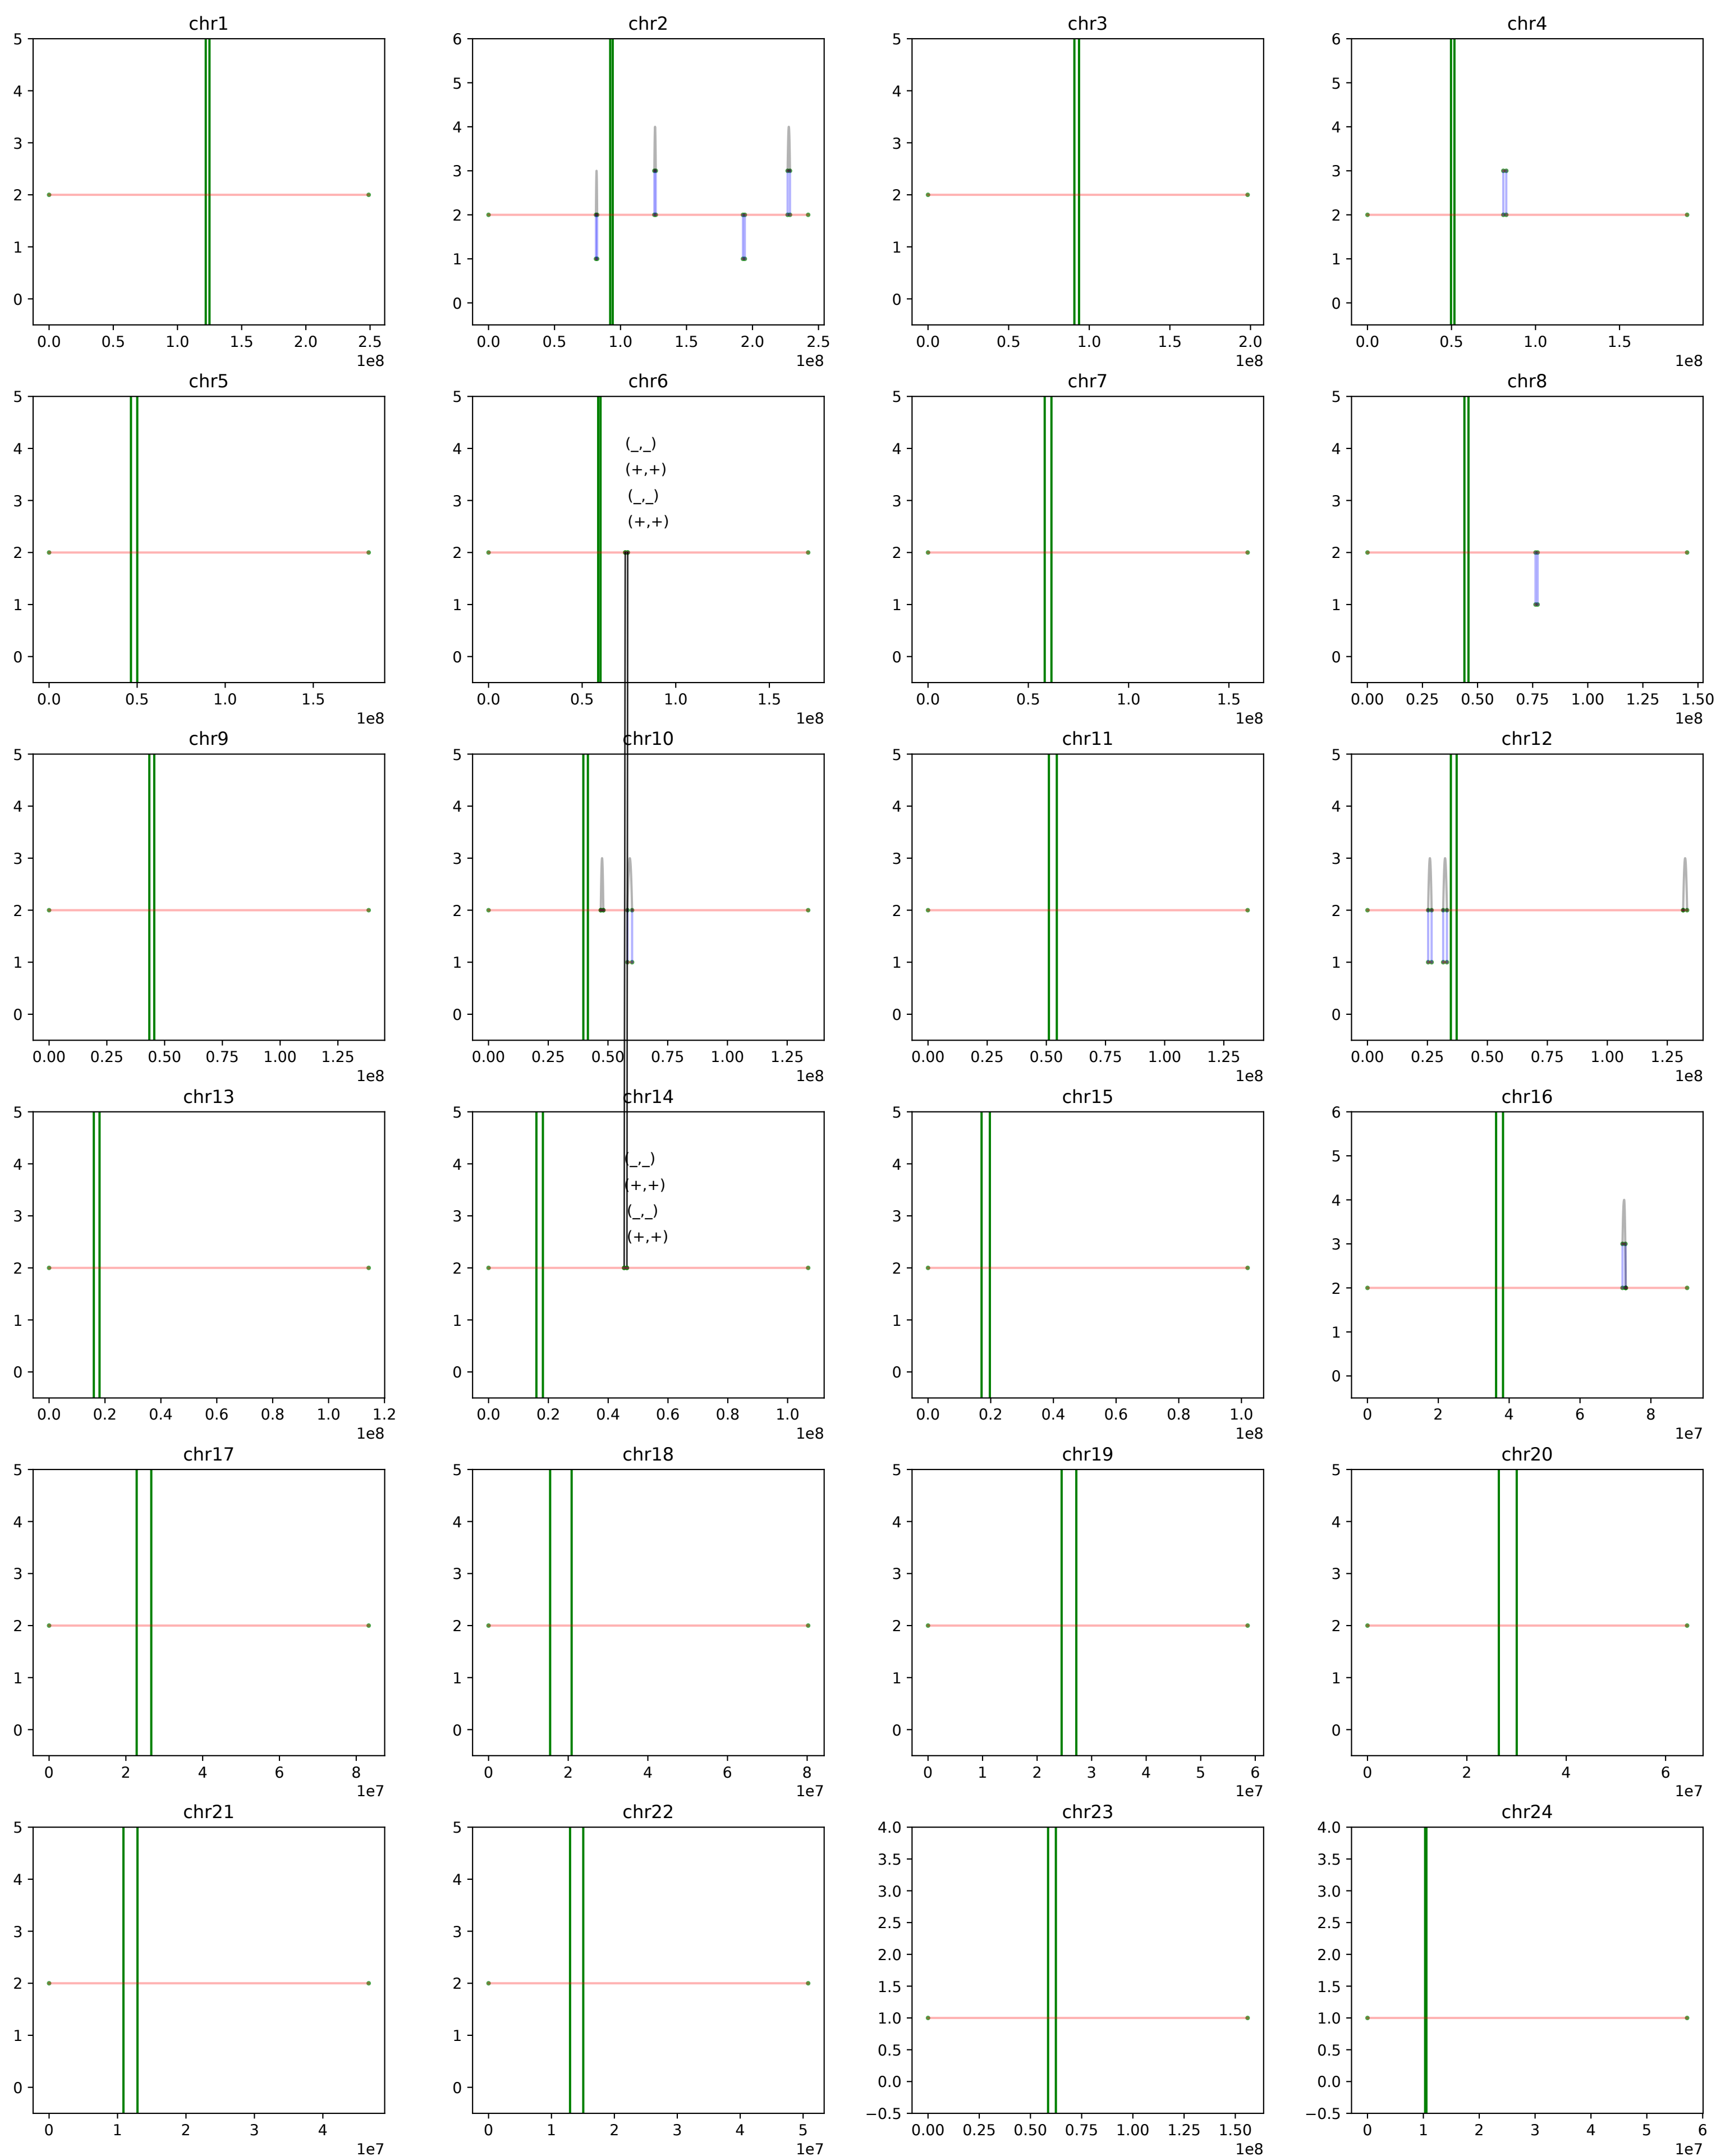 chr1 chr2 chr3 chr4
5 6 5 6
4 5 4 5
3 4 3 4
2 3 2 3
1 2 1 2
0 1 0 1
0 0
0.0 0.5 1.0 1.5 2.0 2.5 0.0 0.5 1.0 1.5 2.0 2.5 0.0 0.5 1.0 1.5 2.0 0.0 0.5 1.0 1.5
1e8 1e8 1e8 1e8
chr5 chr6 chr7 chr8
5 5 5 5
4 4 (_,_) 4 4
(+,+)
3 3 (_,_) 3 3
(+,+)
2 2 2 2
1 1 1 1
0 0 0 0
0.0 0.5 1.0 1.5 0.0 0.5 1.0 1.5 0.0 0.5 1.0 1.5 0.00 0.25 0.50 0.75 1.00 1.25 1.50
1e8 1e8 1e8 1e8
chr9 chr10 chr11 chr12
5 5 5 5
4 4 4 4
3 3 3 3
2 2 2 2
1 1 1 1
0 0 0 0
0.00 0.25 0.50 0.75 1.00 1.25 0.00 0.25 0.50 0.75 1.00 1.25 0.00 0.25 0.50 0.75 1.00 1.25 0.00 0.25 0.50 0.75 1.00 1.25
1e8 1e8 1e8 1e8
chr13 chr14 chr15 chr16
5 5 5 6
4 4 (_,_) 4 5
(+,+) 4
3 3 (_,_) 3 3
(+,+)
2 2 2 2
1 1 1 1
0 0 0 0
0.0 0.2 0.4 0.6 0.8 1.0 1.2 0.0 0.2 0.4 0.6 0.8 1.0 0.0 0.2 0.4 0.6 0.8 1.0 0 2 4 6 8
1e8 1e8 1e8 1e7
chr17 chr18 chr19 chr20
5 5 5 5
4 4 4 4
3 3 3 3
2 2 2 2
1 1 1 1
0 0 0 0
0 2 4 6 8 0 2 4 6 8 0 1 2 3 4 5 6 0 2 4 6
1e7 1e7 1e7 1e7
chr21 chr22 chr23 chr24
5 5 4.0 4.0
3.5 3.5
4 4 3.0 3.0
3 3 2.5 2.5
2.0 2.0
2 2 1.5 1.5
1.0 1.0
1 1 0.5 0.5
0 0 0.0 0.0
−0.5 −0.5
0 1 2 3 4 0 1 2 3 4 5 0.00 0.25 0.50 0.75 1.00 1.25 1.50 0 1 2 3 4 5 6
1e7 1e7 1e8 1e7